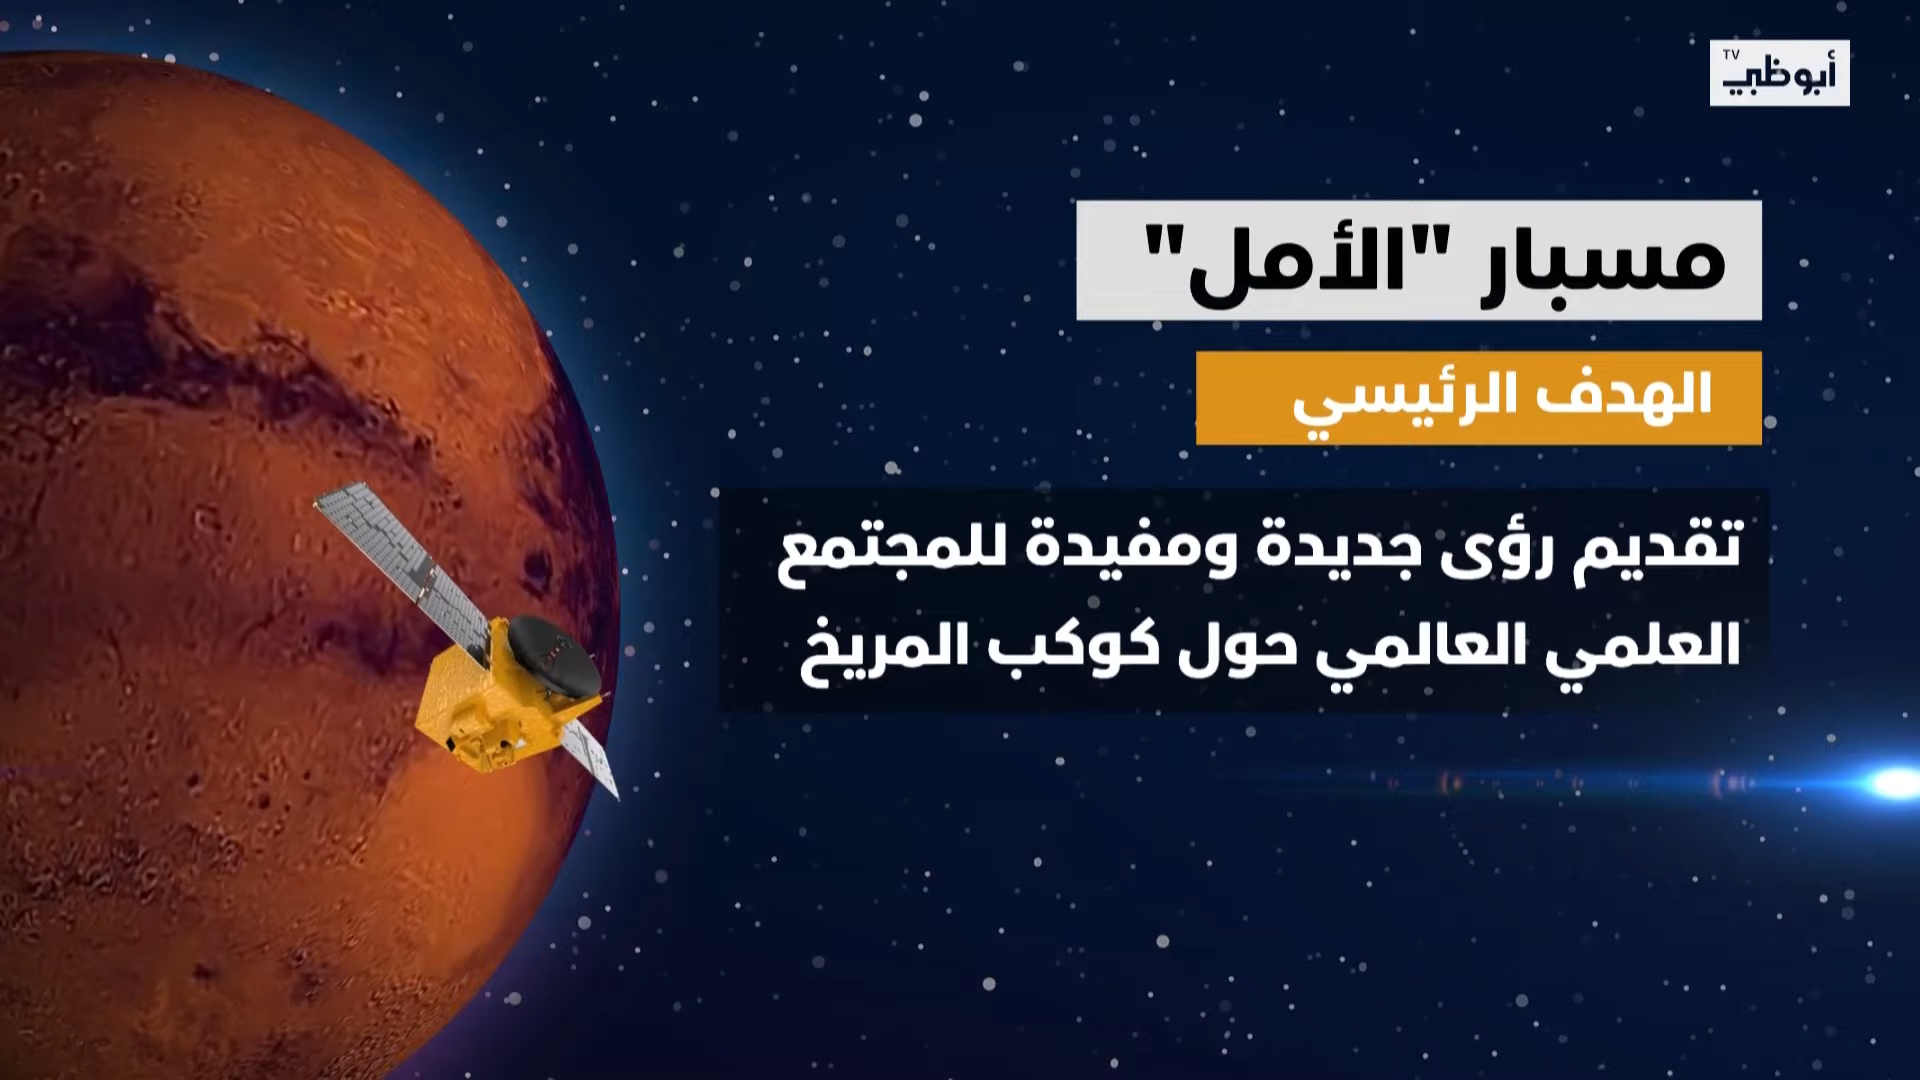 أبوظبي TV
مسبار "الأمل"
الهدف الرئيسي
تقديم رؤى جديدة ومفيدة للمجتمع
العلمي العالمي حول كوكب المريخ